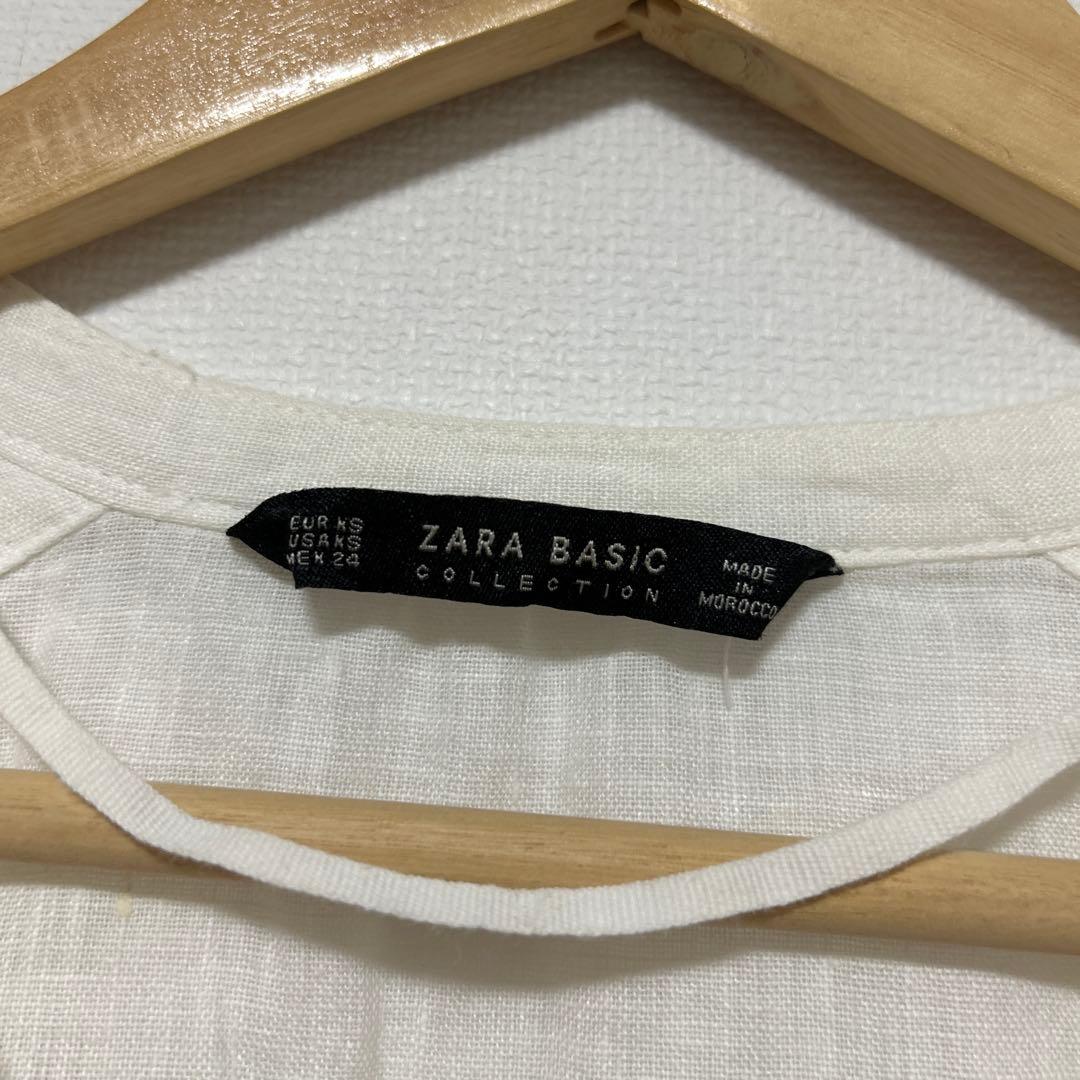 EUR XS
USA XS
MEX 24
ZARA BASIC
COLLECTION
MADE
IN
MOROCCO